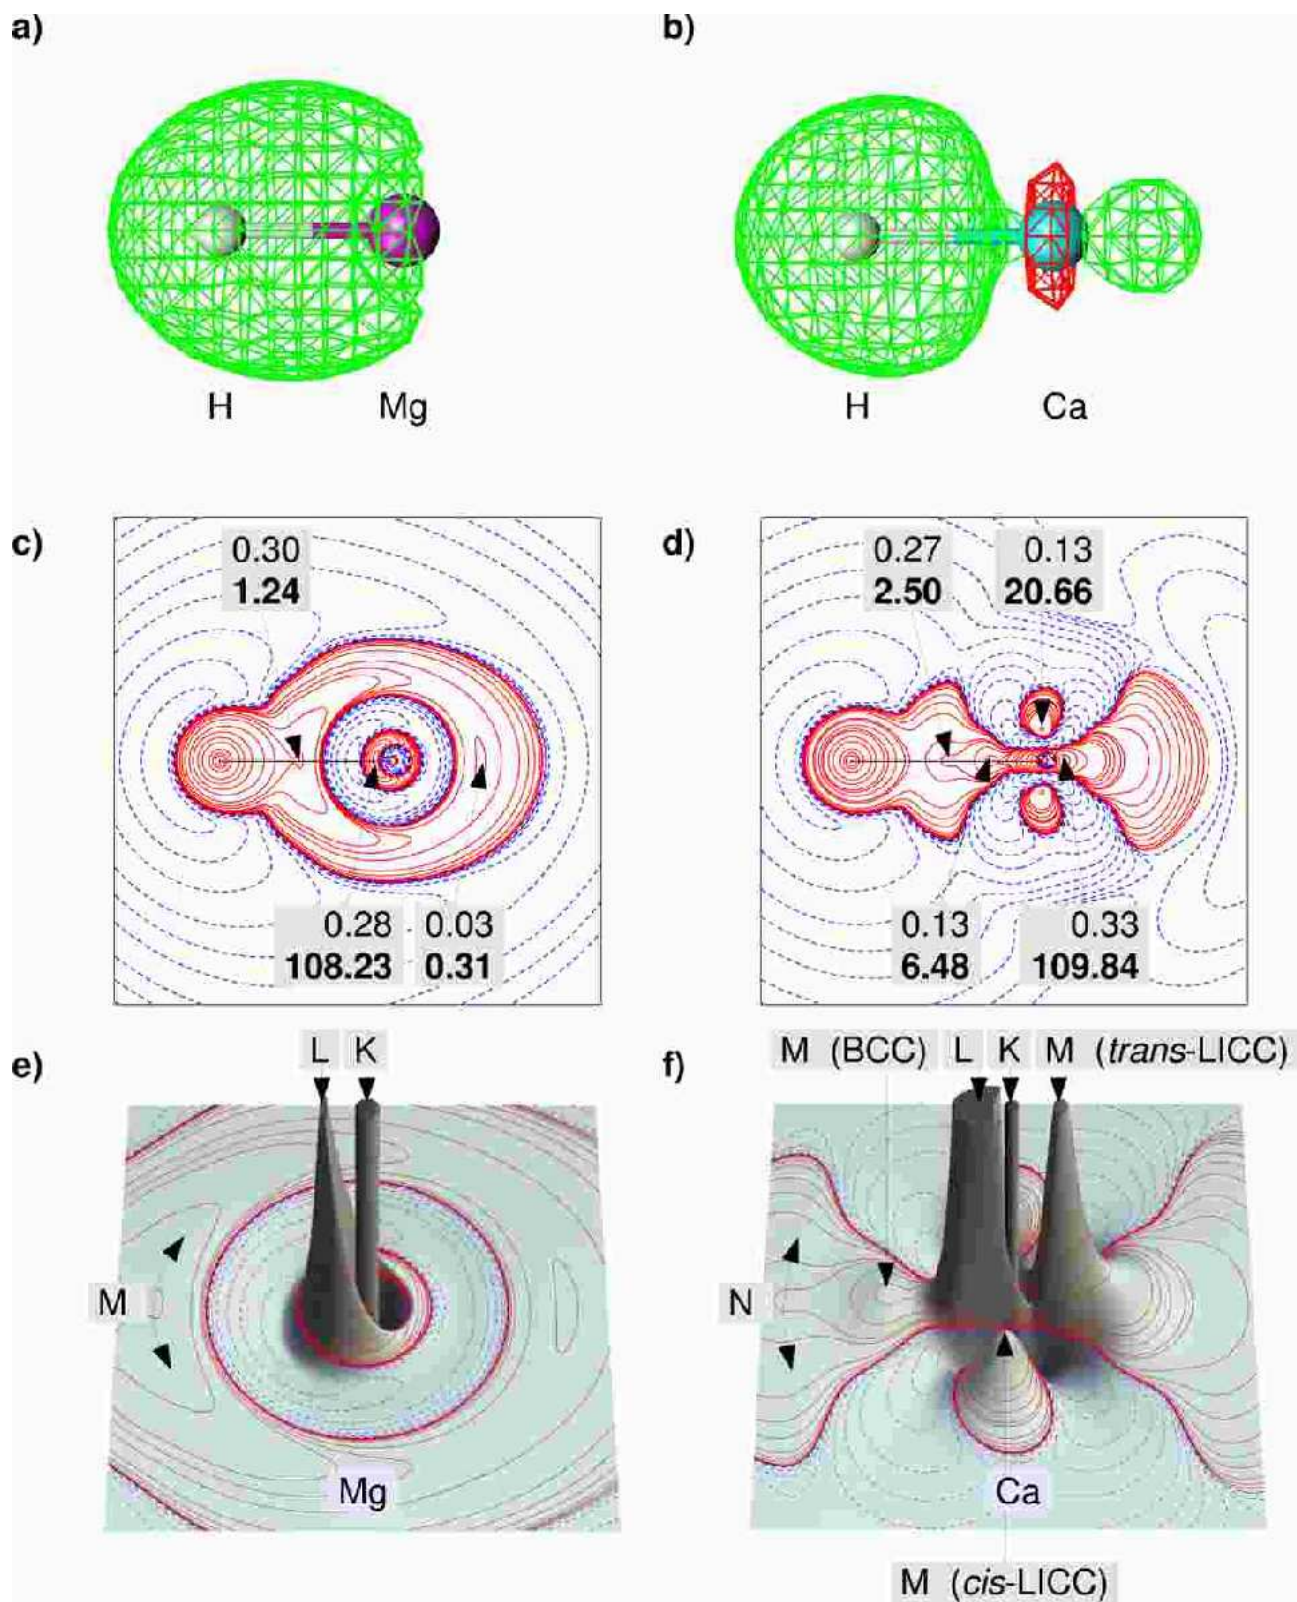 a)
b)
H Mg
H Ca
c)
0.30
1.24
0.28
108.23
0.03
0.31
d)
0.27
2.50
0.13
20.66
0.13
6.48
0.33
109.84
e)
L K
M
Mg
f)
M (BCC) L K M (trans-LICC)
N
Ca
M (cis-LICC)